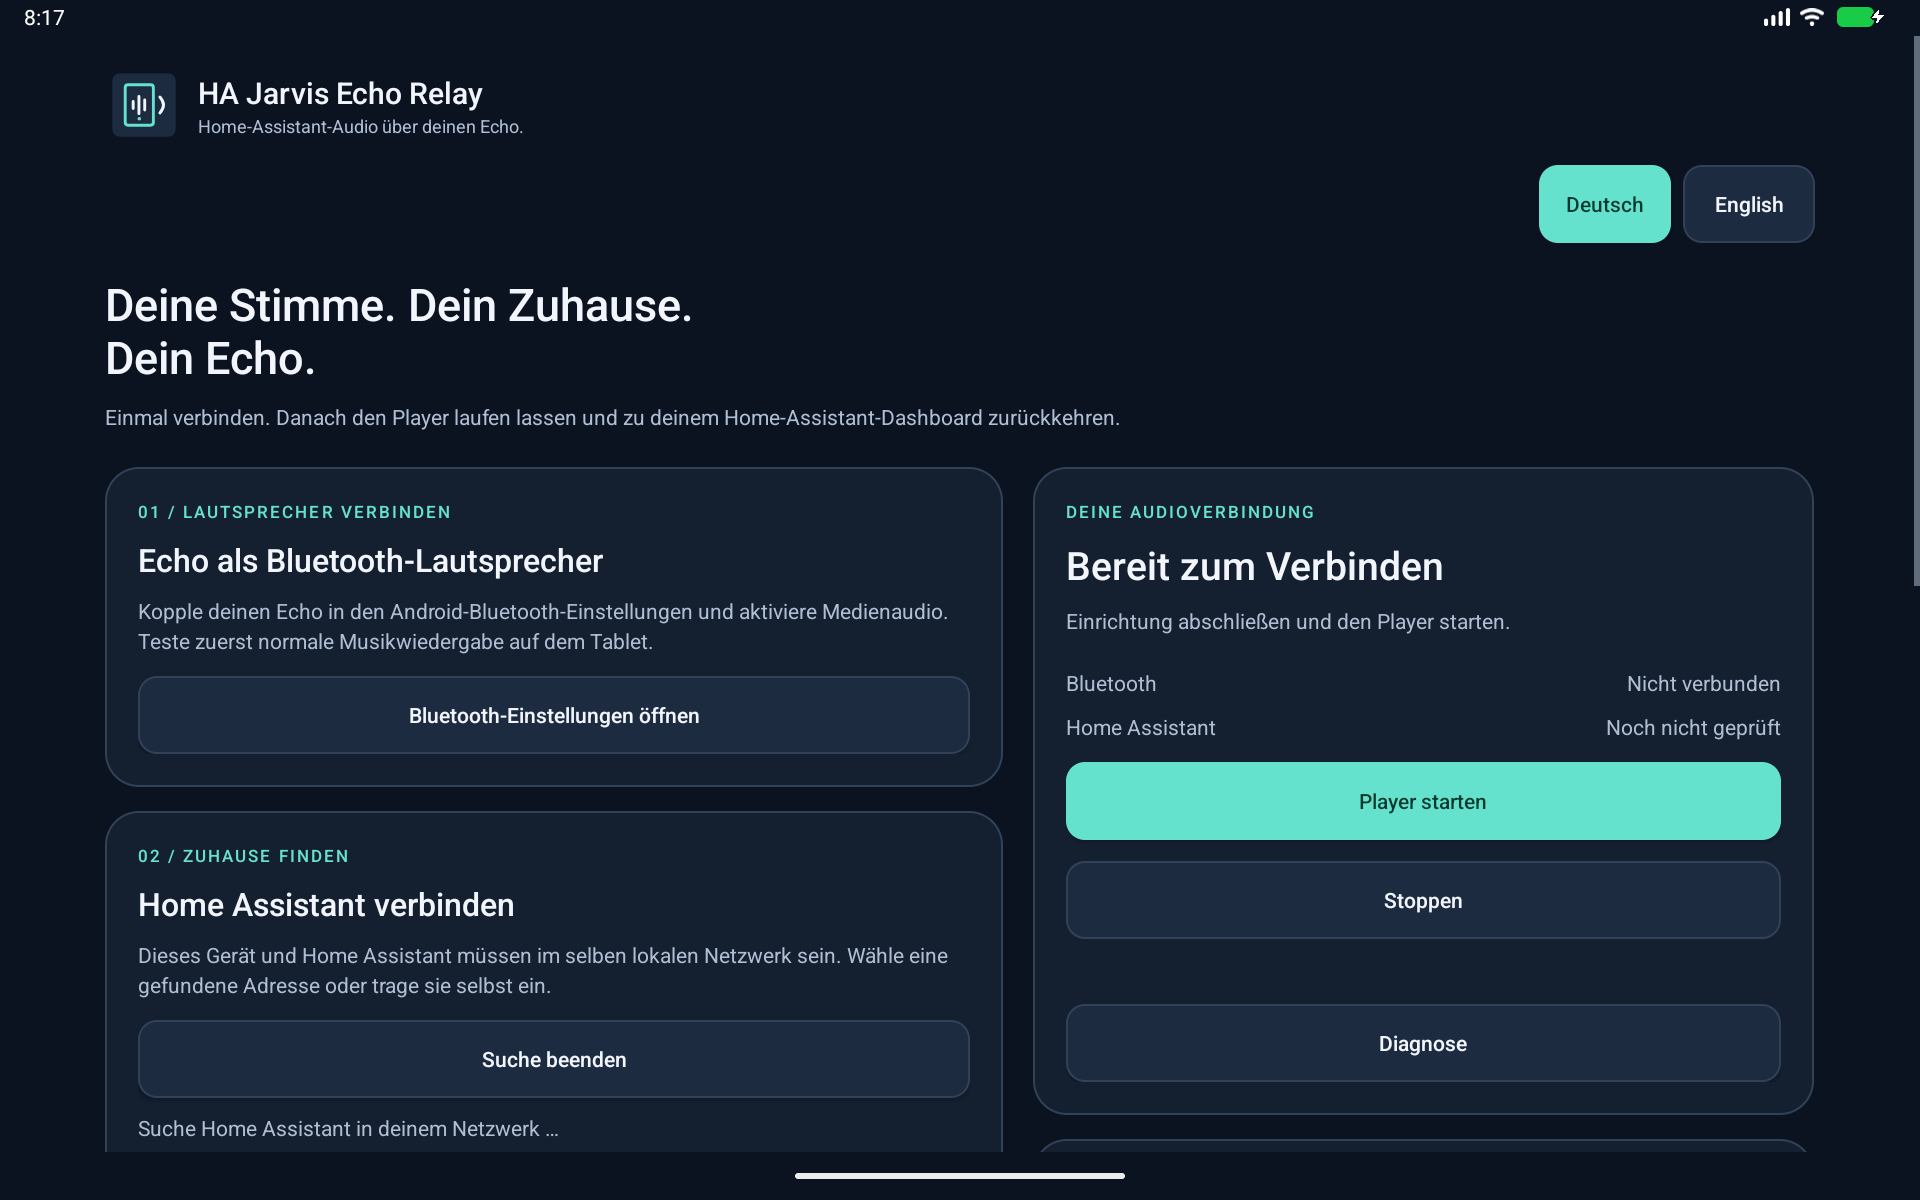 8:17
HA Jarvis Echo Relay
Home-Assistant-Audio über deinen Echo.
Deutsch
English
Deine Stimme. Dein Zuhause.
Dein Echo.
Einmal verbinden. Danach den Player laufen lassen und zu deinem Home-Assistant-Dashboard zurückkehren.
01 / LAUTSPRECHER VERBINDEN
Echo als Bluetooth-Lautsprecher
Kopple deinen Echo in den Android-Bluetooth-Einstellungen und aktiviere Medienaudio.
Teste zuerst normale Musikwiedergabe auf dem Tablet.
Bluetooth-Einstellungen öffnen
02 / ZUHAUSE FINDEN
Home Assistant verbinden
Dieses Gerät und Home Assistant müssen im selben lokalen Netzwerk sein. Wähle eine
gefundene Adresse oder trage sie selbst ein.
Suche beenden
Suche Home Assistant in deinem Netzwerk …
DEINE AUDIOVERBINDUNG
Bereit zum Verbinden
Einrichtung abschließen und den Player starten.
Bluetooth Nicht verbunden
Home Assistant Noch nicht geprüft
Player starten
Stoppen
Diagnose